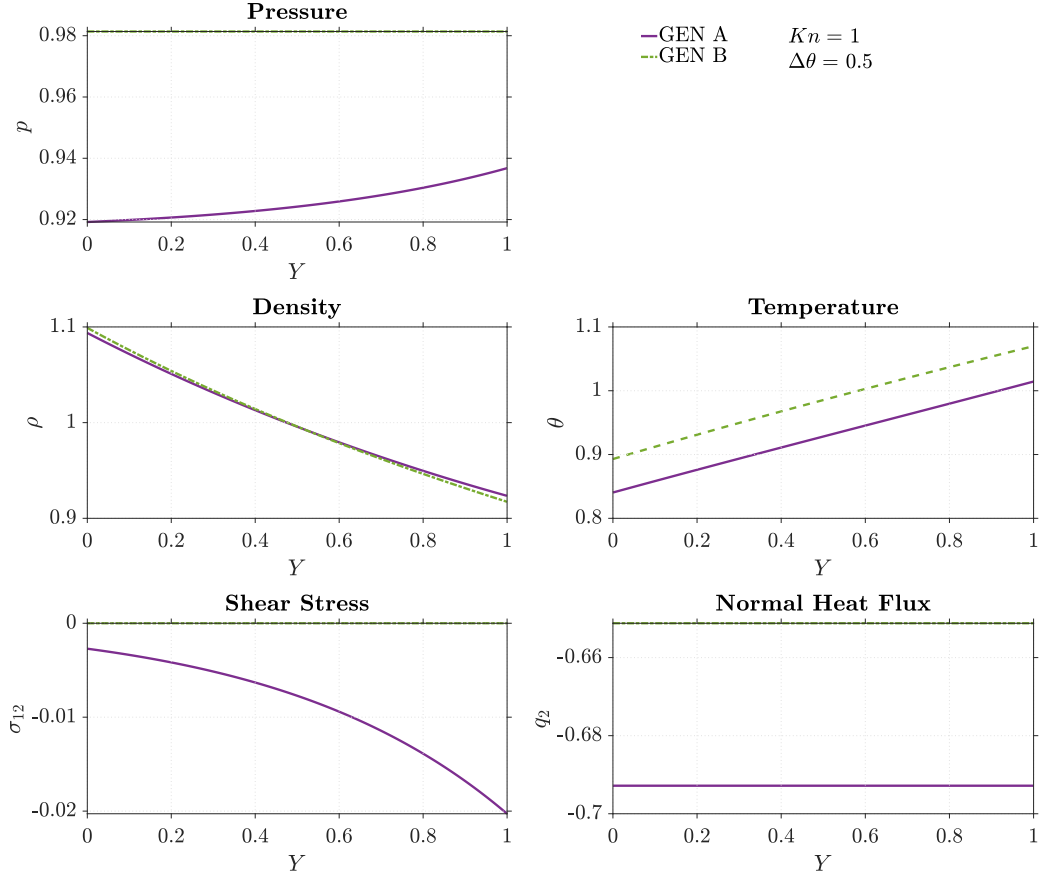 Pressure
0.98
0.96
0.94
0.92
p
0 0.2 0.4 0.6 0.8 1
Y
GEN A
GEN B
Kn = 1
Δθ = 0.5
Density
1.1
1
0.9
ρ
0 0.2 0.4 0.6 0.8 1
Y
Temperature
1.1
1
0.9
0.8
θ
0 0.2 0.4 0.6 0.8 1
Y
Shear Stress
0
-0.01
-0.02
σ12
0 0.2 0.4 0.6 0.8 1
Y
Normal Heat Flux
-0.66
-0.68
-0.7
q2
0 0.2 0.4 0.6 0.8 1
Y